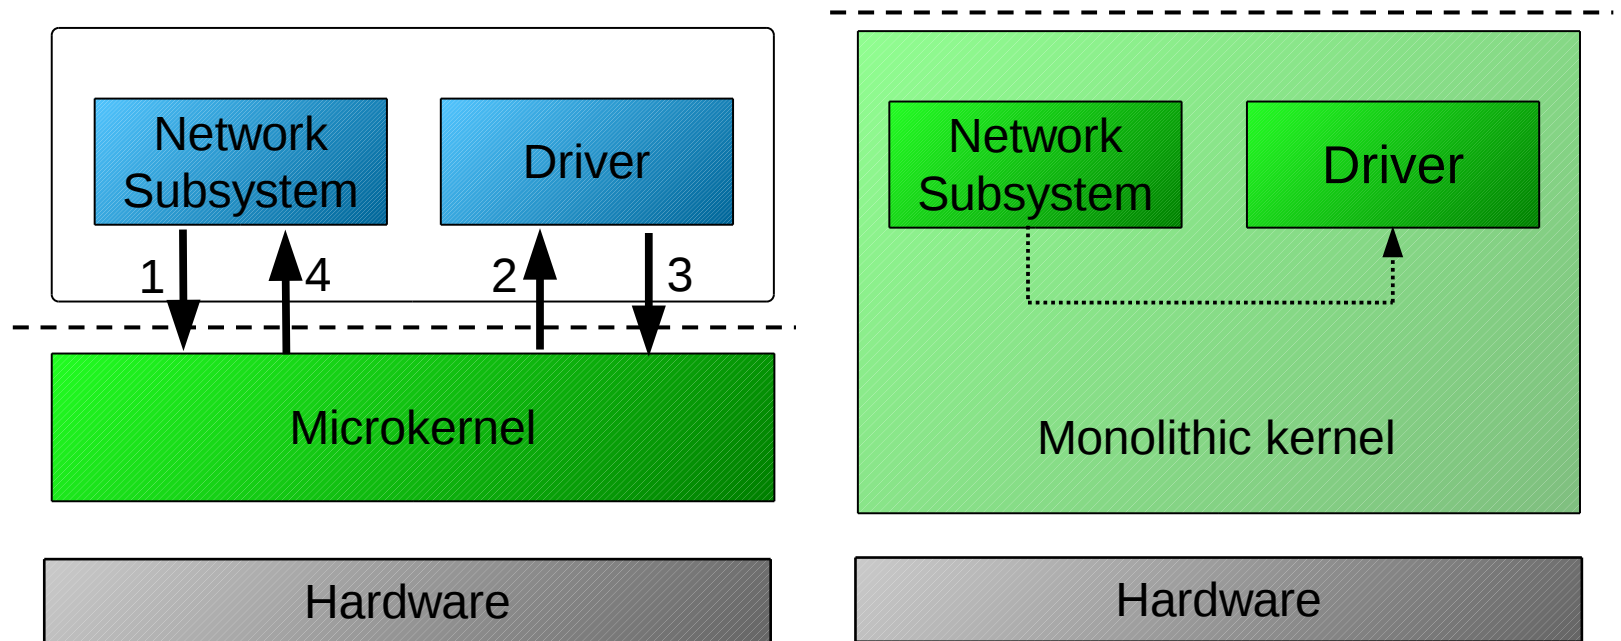 Network
Subsystem
Driver
1
4
2
3
Microkernel
Hardware
Network
Subsystem
Driver
Monolithic kernel
Hardware